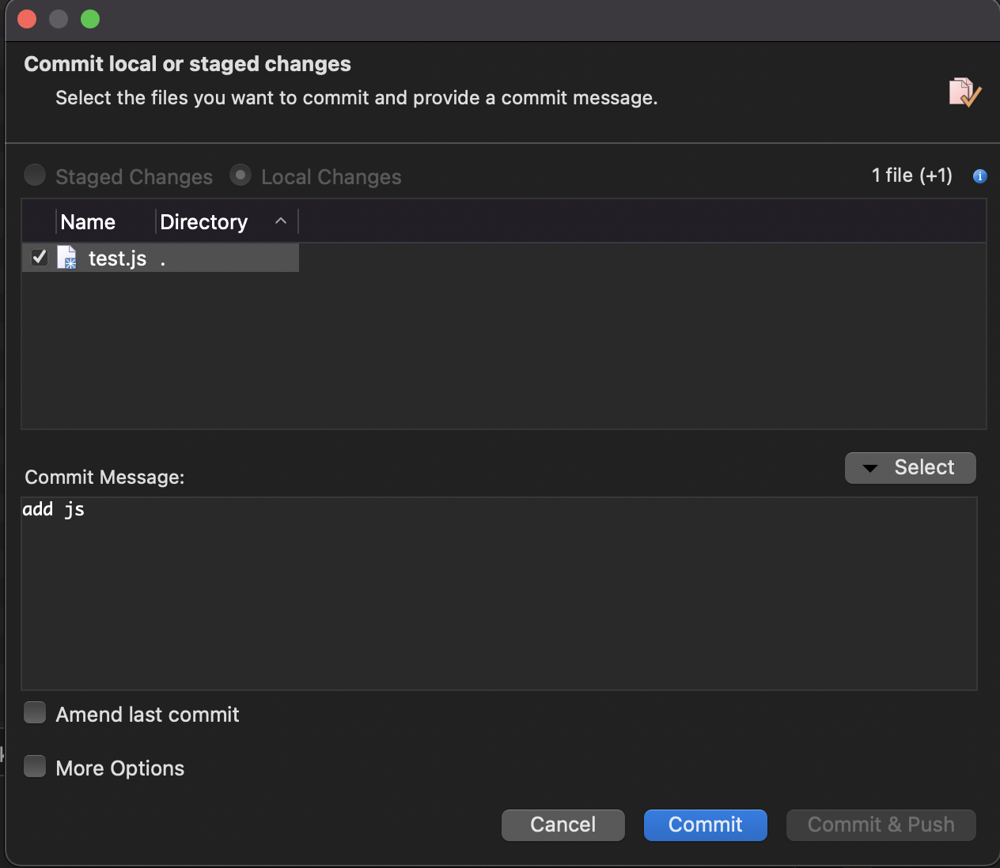 Commit local or staged changes
Select the files you want to commit and provide a commit message.
Staged Changes Local Changes 1 file (+1)
Name Directory
test.js .
Commit Message: Select
add js
Amend last commit
More Options
Cancel Commit Commit & Push